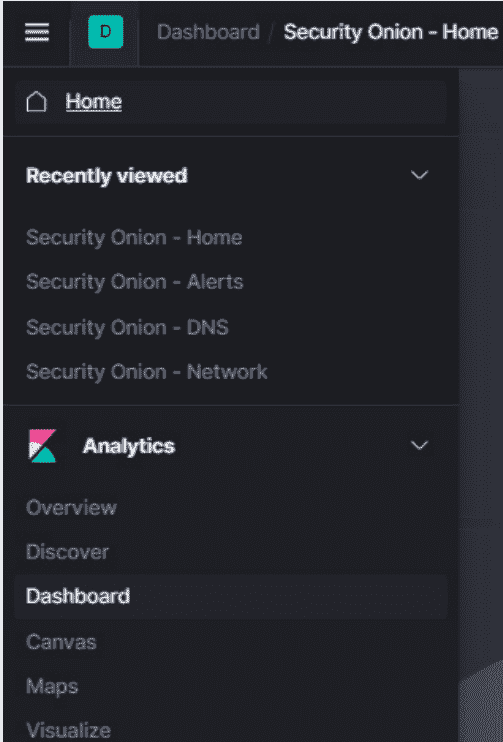 D Dashboard / Security Onion - Home
Home
Recently viewed
Security Onion - Home
Security Onion - Alerts
Security Onion - DNS
Security Onion - Network
Analytics
Overview
Discover
Dashboard
Canvas
Maps
Visualize